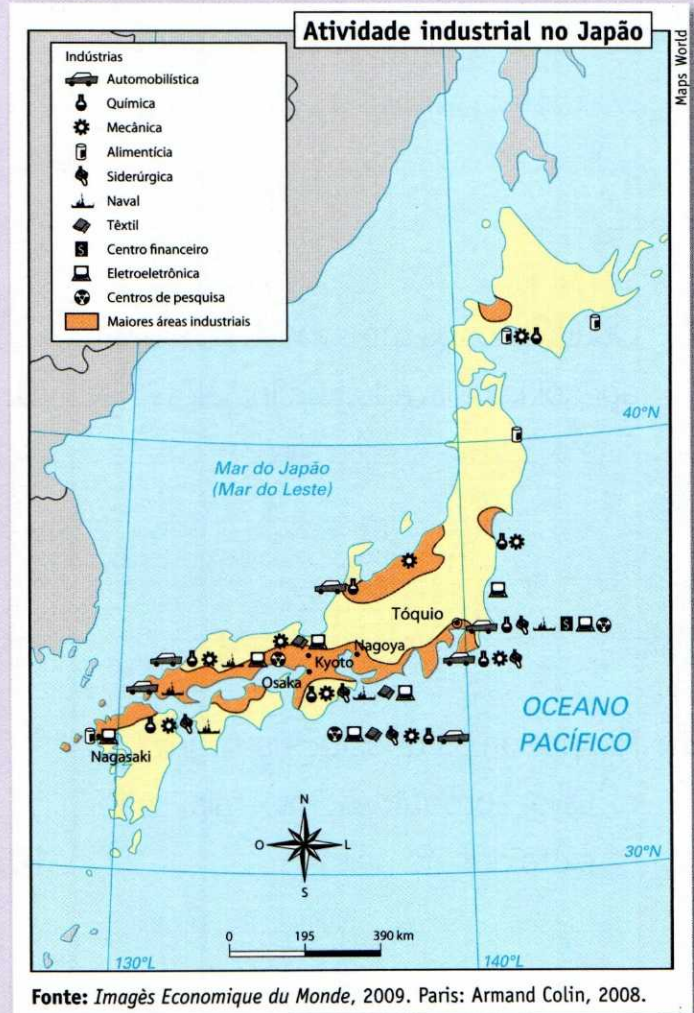 Atividade industrial no Japão
Maps World
Indústrias
Automobilística
Química
Mecânica
Alimentícia
Siderúrgica
Naval
Têxtil
$ Centro financeiro
Eletroeletrônica
Centros de pesquisa
Maiores áreas industriais
40°N
Mar do Japão
(Mar do Leste)
Tóquio
$
Nagoya
Kyoto
Osaka
OCEANO
PACÍFICO
Nagasaki
N
O L
S
30°N
0 195 390 km
130°L 140°L
Fonte: Imagès Economique du Monde, 2009. Paris: Armand Colin, 2008.